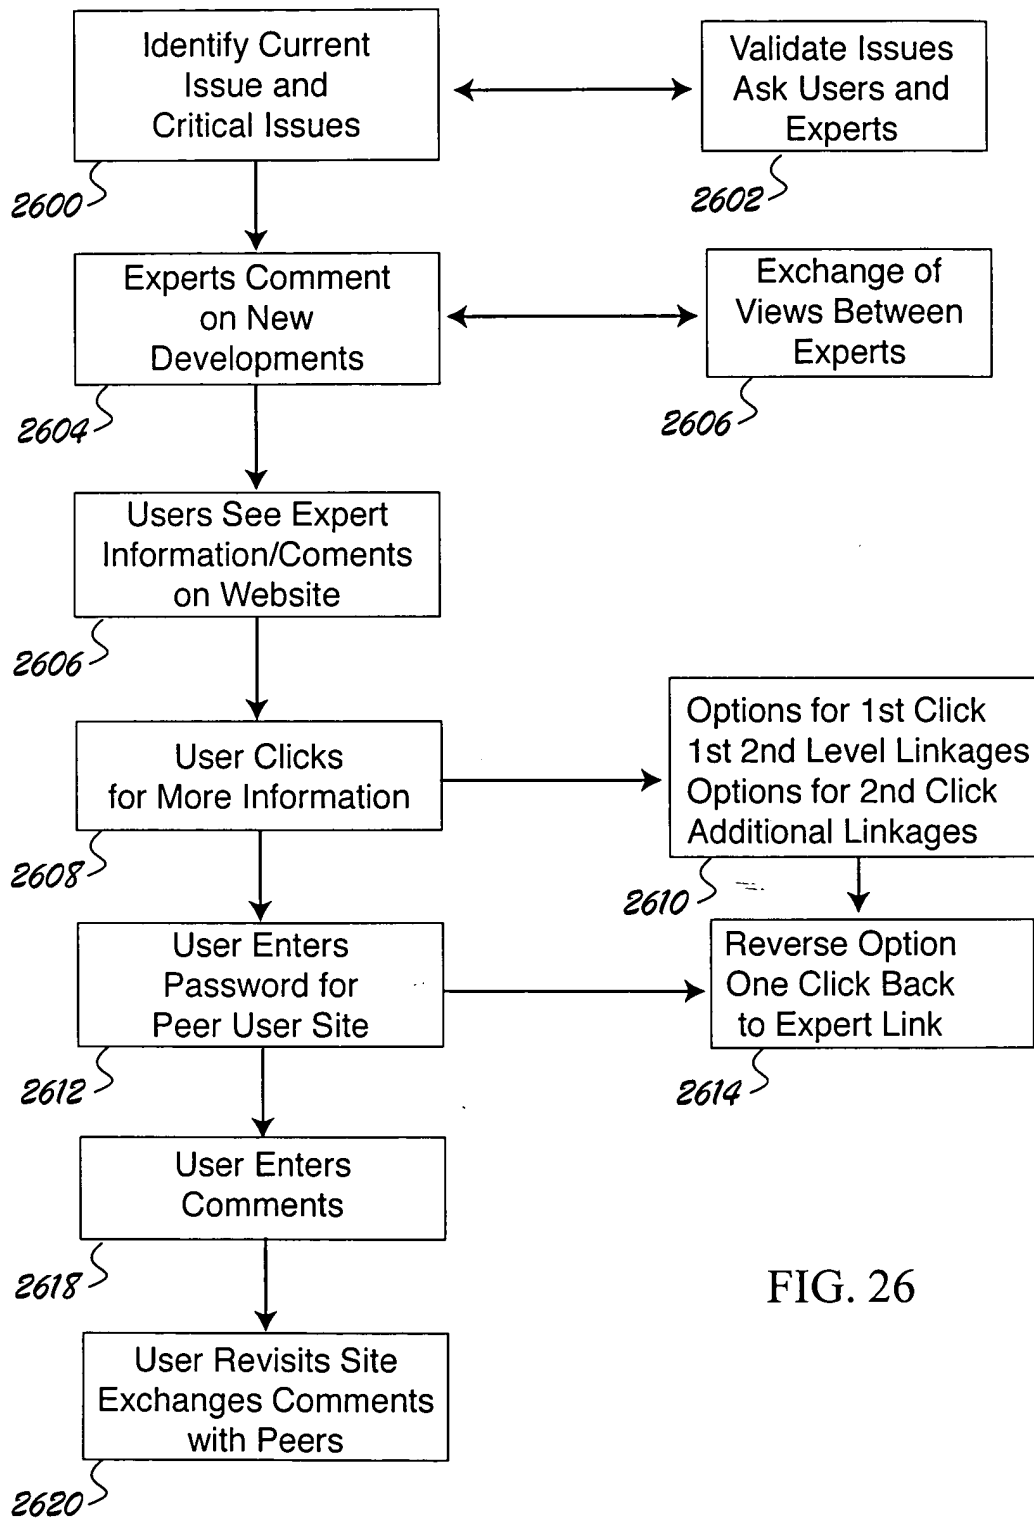 Identify Current
Issue and
Critical Issues
2600
Validate Issues
Ask Users and
Experts
2602
Experts Comment
on New
Developments
2604
Exchange of
Views Between
Experts
2606
Users See Expert
Information/Coments
on Website
2606
User Clicks
for More Information
2608
Options for 1st Click
1st 2nd Level Linkages
Options for 2nd Click
Additional Linkages
2610
User Enters
Password for
Peer User Site
2612
Reverse Option
One Click Back
to Expert Link
2614
User Enters
Comments
2618
FIG. 26
User Revisits Site
Exchanges Comments
with Peers
2620